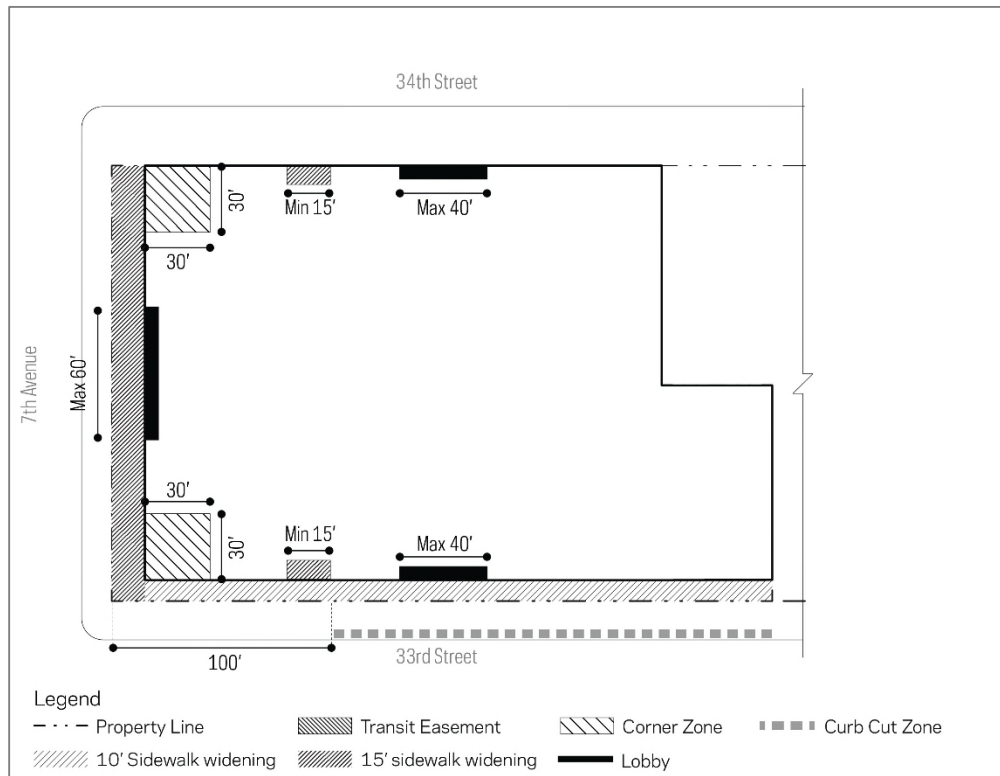 34th Street
30'
Min 15'
Max 40'
30'
7th Avenue
Max 60'
30'
30'
Min 15'
Max 40'
100'
33rd Street
Legend
Property Line
Transit Easement
Corner Zone
Curb Cut Zone
10' Sidewalk widening
15' sidewalk widening
Lobby